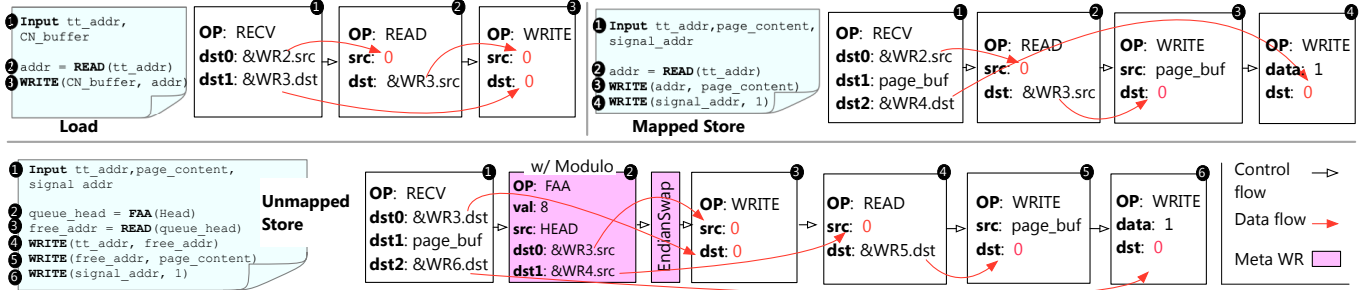 1 Input tt_addr,
CN_buffer
2 addr = READ(tt_addr)
3 WRITE(CN_buffer, addr)
Load
1
OP: RECV
dst0: &WR2.src
dst1: &WR3.dst
2
OP: READ
src: 0
dst: &WR3.src
3
OP: WRITE
src: 0
dst: 0
1 Input tt_addr,page_content,
signal_addr
2 addr = READ(tt_addr)
3 WRITE(addr, page_content)
4 WRITE(signal_addr, 1)
Mapped Store
1
OP: RECV
dst0: &WR2.src
dst1: page_buf
dst2: &WR4.dst
2
OP: READ
src: 0
dst: &WR3.src
3
OP: WRITE
src: page_buf
dst: 0
4
OP: WRITE
data: 1
dst: 0
1 Input tt_addr,page_content,
signal addr
2 queue_head = FAA(Head)
3 free_addr = READ(queue_head)
4 WRITE(tt_addr, free_addr)
5 WRITE(free_addr, page_content)
6 WRITE(signal_addr, 1)
Unmapped
Store
1
OP: RECV
dst0: &WR3.dst
dst1: page_buf
dst2: &WR6.dst
w/ Modulo
2
OP: FAA
val: 8
src: HEAD
dst0: &WR3.src
dst1: &WR4.src
EndianSwap
3
OP: WRITE
src: 0
dst: 0
4
OP: READ
src: 0
dst: &WR5.dst
5
OP: WRITE
src: page_buf
dst: 0
6
OP: WRITE
data: 1
dst: 0
Control
flow
Data flow
Meta WR